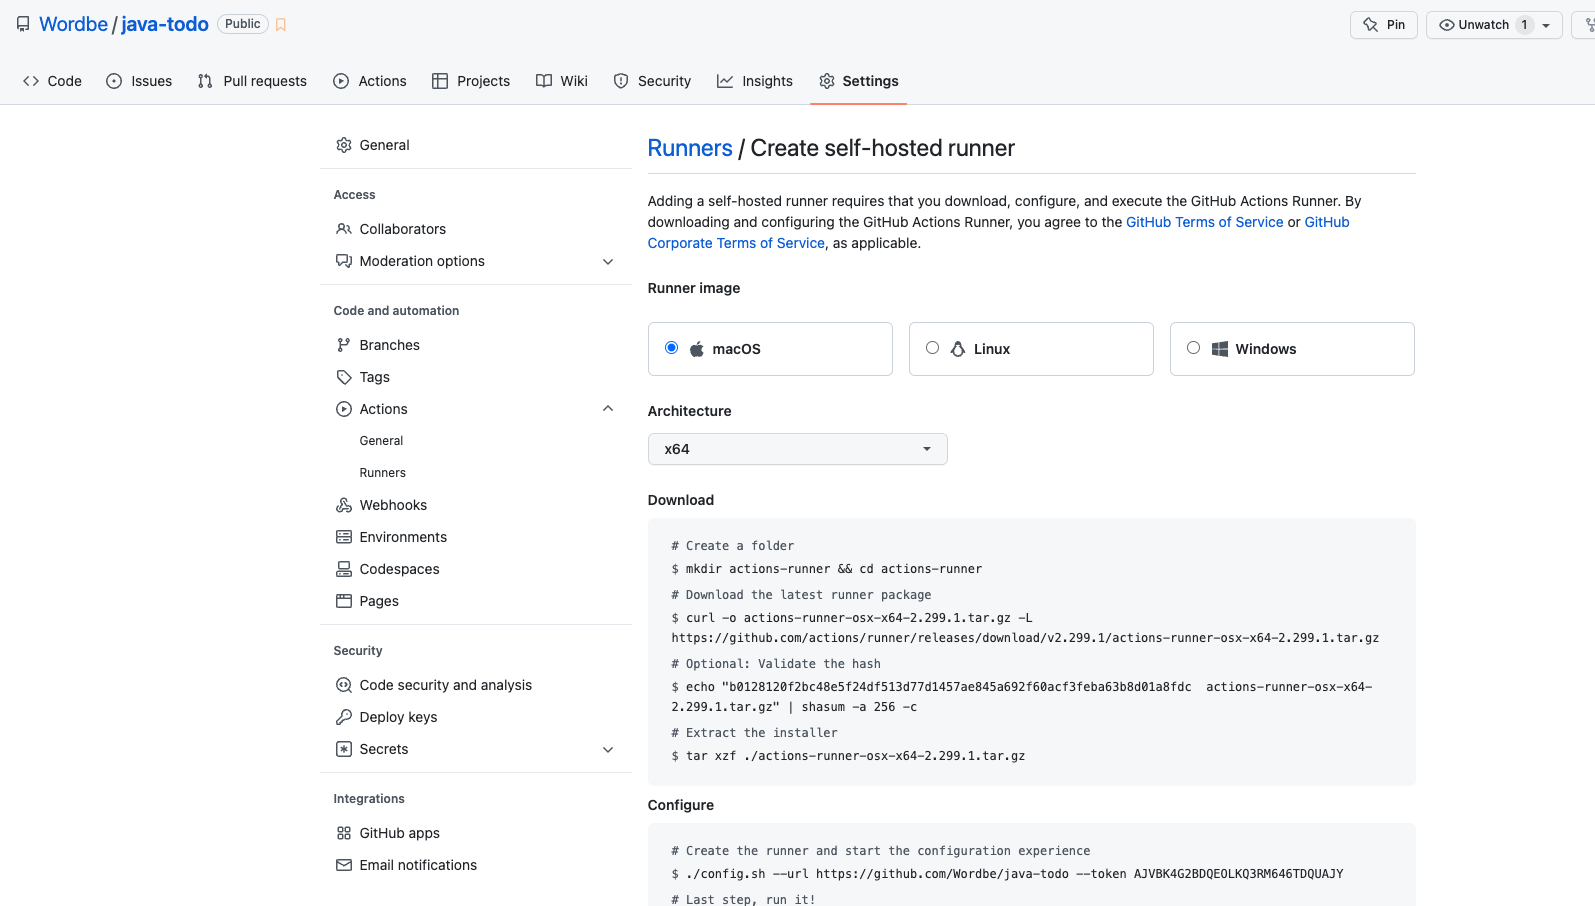 Wordbe / java-todo Public
Pin
Unwatch 1
Code
Issues
Pull requests
Actions
Projects
Wiki
Security
Insights
Settings
General
Access
Collaborators
Moderation options
Code and automation
Branches
Tags
Actions
General
Runners
Webhooks
Environments
Codespaces
Pages
Security
Code security and analysis
Deploy keys
Secrets
Integrations
GitHub apps
Email notifications
Runners / Create self-hosted runner
Adding a self-hosted runner requires that you download, configure, and execute the GitHub Actions Runner. By
downloading and configuring the GitHub Actions Runner, you agree to the GitHub Terms of Service or GitHub
Corporate Terms of Service, as applicable.
Runner image
macOS
Linux
Windows
Architecture
x64
Download
# Create a folder
$ mkdir actions-runner && cd actions-runner
# Download the latest runner package
$ curl -o actions-runner-osx-x64-2.299.1.tar.gz -L
https://github.com/actions/runner/releases/download/v2.299.1/actions-runner-osx-x64-2.299.1.tar.gz
# Optional: Validate the hash
$ echo "b0128120f2bc48e5f24df513d77d1457ae845a692f60acf3feba63b8d01a8fdc  actions-runner-osx-x64-
2.299.1.tar.gz" | shasum -a 256 -c
# Extract the installer
$ tar xzf ./actions-runner-osx-x64-2.299.1.tar.gz
Configure
# Create the runner and start the configuration experience
$ ./config.sh --url https://github.com/Wordbe/java-todo --token AJVBK4G2BDQEOLKQ3RM646TDQUAJY
# Last step, run it!